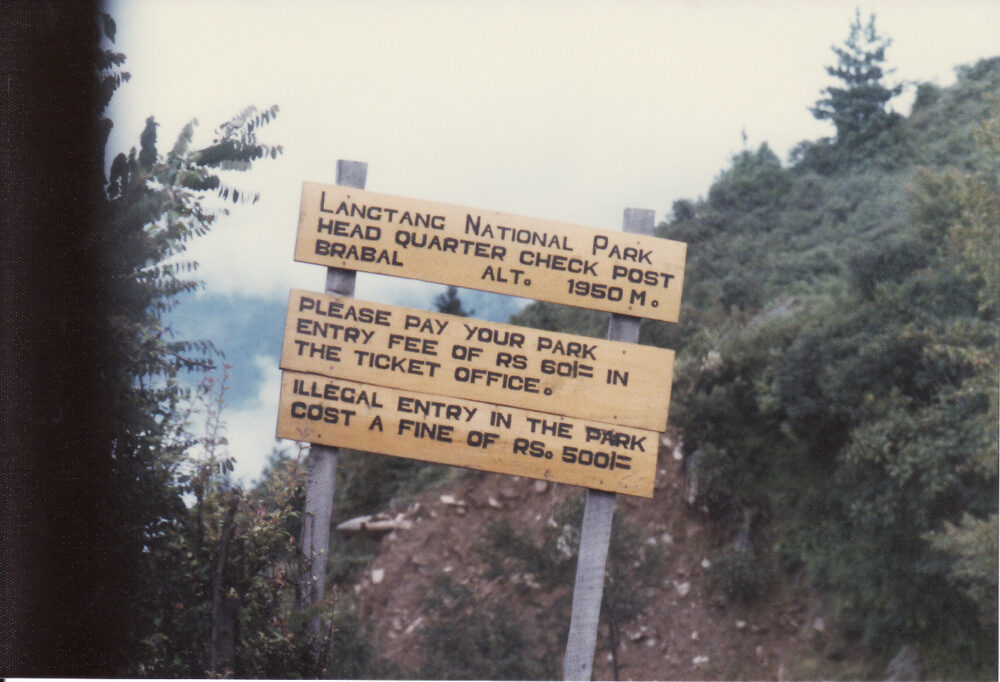 LANGTANG NATIONAL PARK
HEAD QUARTER CHECK POST
BRABAL ALT. 1950 M.
PLEASE PAY YOUR PARK
ENTRY FEE OF RS 60/= IN
THE TICKET OFFICE.
ILLEGAL ENTRY IN THE PARK
COST A FINE OF RS. 500/=